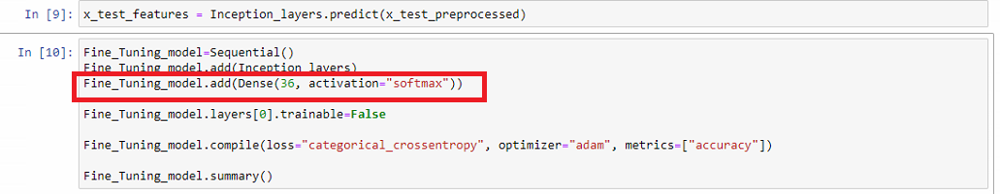 In [9]: x_test_features = Inception_layers.predict(x_test_preprocessed)
In [10]: Fine_Tuning_model=Sequential()
Fine_Tuning_model.add(Inception_layers)
Fine_Tuning_model.add(Dense(36, activation="softmax"))
Fine_Tuning_model.layers[0].trainable=False
Fine_Tuning_model.compile(loss="categorical_crossentropy", optimizer="adam", metrics=["accuracy"])
Fine_Tuning_model.summary()